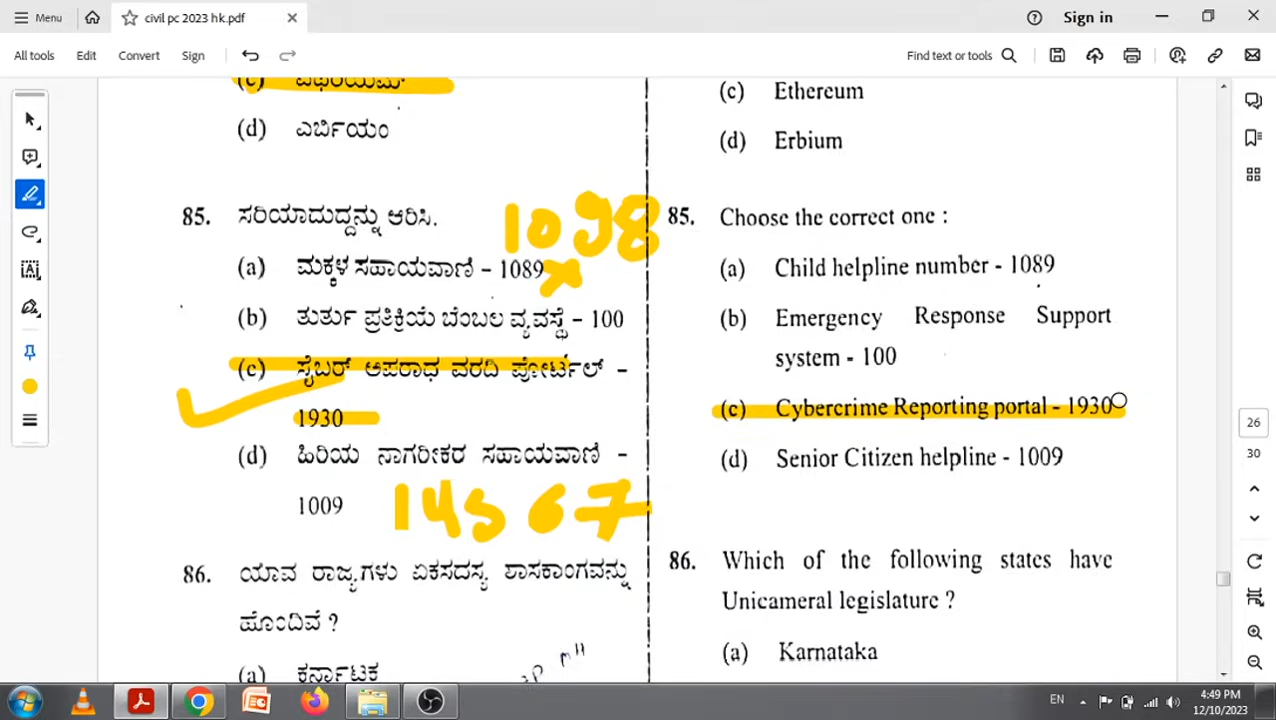 Menu
civil pc 2023 hk.pdf
Sign in
All tools Edit Convert Sign
Find text or tools
(c) ಎಥೆರಿಯಮ್
(d) ಎರ್ಬಿಯಂ
85. ಸರಿಯಾದುದ್ದನ್ನು ಆರಿಸಿ.
1098
(a) ಮಕ್ಕಳ ಸಹಾಯವಾಣಿ – 1089
(b) ತುರ್ತು ಪ್ರತಿಕ್ರಿಯೆ ಬೆಂಬಲ ವ್ಯವಸ್ಥೆ – 100
(c) ಸೈಬರ್ ಅಪರಾಧ ವರದಿ ಪೋರ್ಟಲ್ –
1930
(d) ಹಿರಿಯ ನಾಗರೀಕರ ಸಹಾಯವಾಣಿ –
1009
14567
86. ಯಾವ ರಾಜ್ಯಗಳು ಏಕಸದಸ್ಯ ಶಾಸಕಾಂಗವನ್ನು
ಹೊಂದಿವೆ ?
(a) ಕರ್ನಾಟಕ
(c) Ethereum
(d) Erbium
85. Choose the correct one :
(a) Child helpline number - 1089
(b) Emergency Response Support
system - 100
(c) Cybercrime Reporting portal - 1930
(d) Senior Citizen helpline - 1009
86. Which of the following states have
Unicameral legislature ?
(a) Karnataka
26
30
EN
4:49 PM
12/10/2023